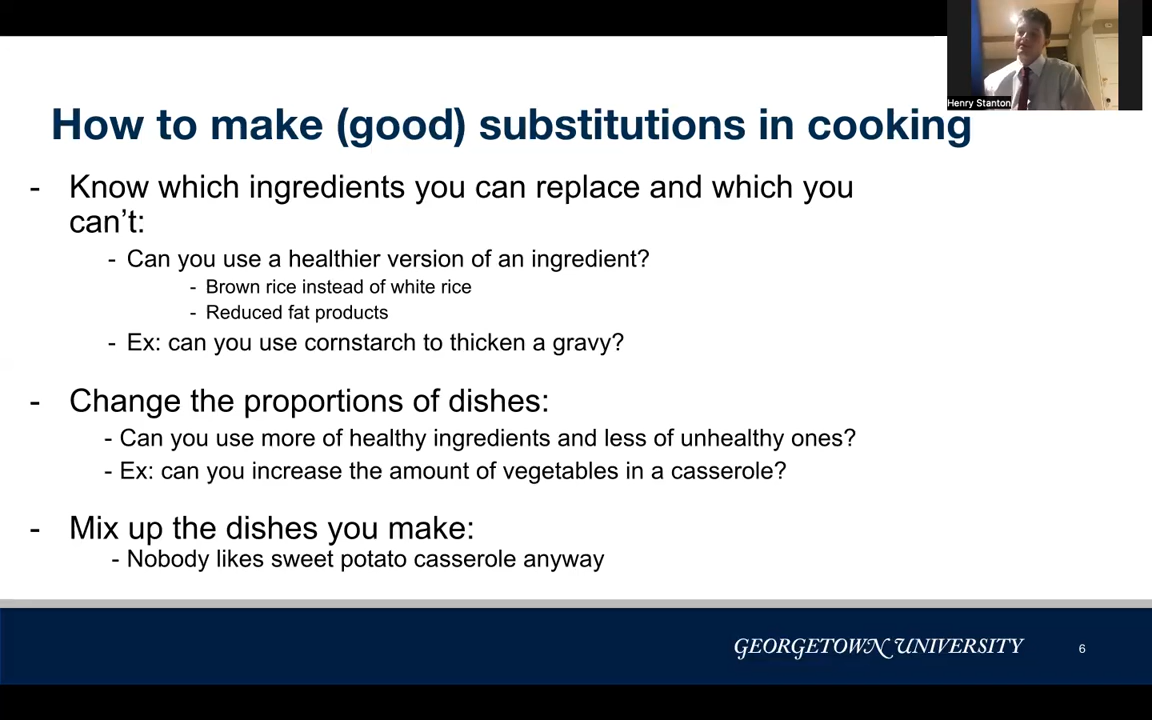 Henry Stanton
How to make (good) substitutions in cooking
- Know which ingredients you can replace and which you
can't:
- Can you use a healthier version of an ingredient?
- Brown rice instead of white rice
- Reduced fat products
- Ex: can you use cornstarch to thicken a gravy?
- Change the proportions of dishes:
- Can you use more of healthy ingredients and less of unhealthy ones?
- Ex: can you increase the amount of vegetables in a casserole?
- Mix up the dishes you make:
- Nobody likes sweet potato casserole anyway
GEORGETOWN UNIVERSITY
6